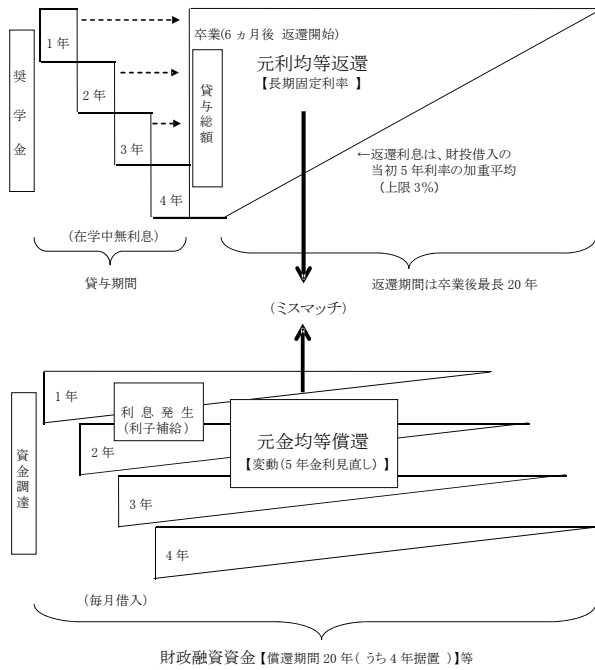 卒業(6ヵ月後 返還開始)
奨学金
1年
2年
3年
4年
貸与総額
元利均等返還
【長期固定利率】
←返還利息は、財投借入の
当初5年利率の加重平均
(上限3%)
(在学中無利息)
貸与期間
返還期間は卒業後最長20年
(ミスマッチ)
資金調達
1年
2年
3年
4年
利息発生
(利子補給)
元金均等償還
【変動(5年金利見直し)】
(毎月借入)
財政融資資金【償還期間20年(うち4年据置)】等